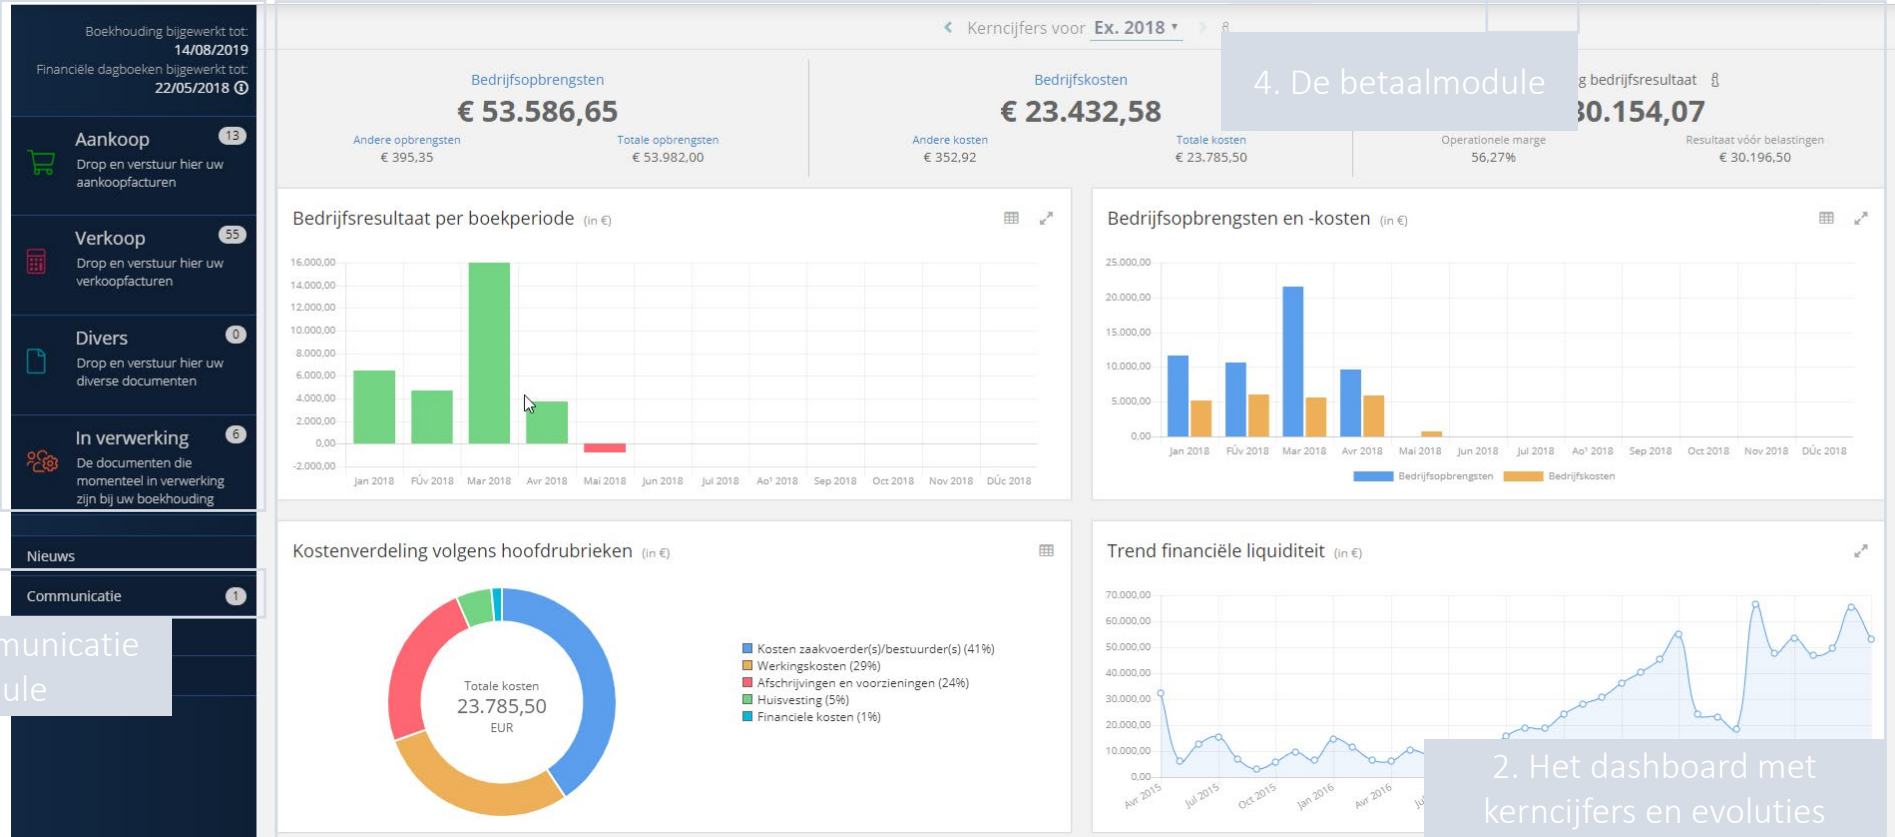 Boekhouding bijgewerkt tot:
14/08/2019
Financiële dagboeken bijgewerkt tot:
22/05/2018
Aankoop 13
Drop en verstuur hier uw
aankoopfacturen
Verkoop 55
Drop en verstuur hier uw
verkoopfacturen
Divers 0
Drop en verstuur hier uw
diverse documenten
In verwerking 6
De documenten die
momenteel in verwerking
zijn bij uw boekhouding
Nieuws
Communicatie 1
municatie
ule
Kerncijfers voor Ex. 2018
4. De betaalmodule
Bedrijfsopbrengsten
€ 53.586,65
Andere opbrengsten Totale opbrengsten
€ 395,35 € 53.982,00
Bedrijfskosten
€ 23.432,58
Andere kosten Totale kosten
€ 352,92 € 23.785,50
g bedrijfsresultaat
30.154,07
Operationele marge Resultaat vóór belastingen
56,27% € 30.196,50
Bedrijfsresultaat per boekperiode (in €)
16.000,00
14.000,00
12.000,00
10.000,00
8.000,00
6.000,00
4.000,00
2.000,00
0,00
-2.000,00
Jan 2018 FÚv 2018 Mar 2018 Avr 2018 Mai 2018 Jun 2018 Jul 2018 Ao¹ 2018 Sep 2018 Oct 2018 Nov 2018 DÚc 2018
Bedrijfsopbrengsten en -kosten (in €)
25.000,00
20.000,00
15.000,00
10.000,00
5.000,00
0,00
Jan 2018 FÚv 2018 Mar 2018 Avr 2018 Mai 2018 Jun 2018 Jul 2018 Ao¹ 2018 Sep 2018 Oct 2018 Nov 2018 DÚc 2018
Bedrijfsopbrengsten Bedrijfskosten
Kostenverdeling volgens hoofdrubrieken (in €)
Totale kosten
23.785,50
EUR
Kosten zaakvoerder(s)/bestuurder(s) (41%)
Werkingskosten (29%)
Afschrijvingen en voorzieningen (24%)
Huisvesting (5%)
Financiele kosten (1%)
Trend financiële liquiditeit (in €)
70.000,00
60.000,00
50.000,00
40.000,00
30.000,00
20.000,00
10.000,00
0,00
Avr 2015 Jul 2015 Oct 2015 Jan 2016 Avr 2016
2. Het dashboard met
kerncijfers en evoluties